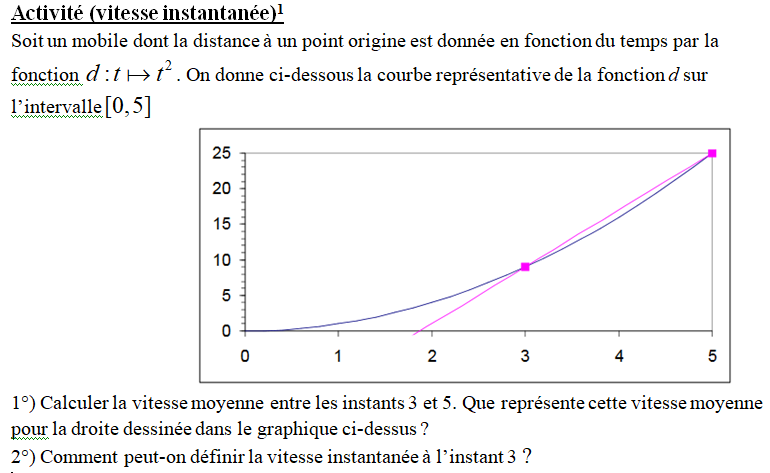 Activité (vitesse instantanée)¹
Soit un mobile dont la distance à un point origine est donnée en fonction du temps par la
fonction d : t ↦ t². On donne ci-dessous la courbe représentative de la fonction d sur
l'intervalle [0,5]
25
20
15
10
5
0
0 1 2 3 4 5
1°) Calculer la vitesse moyenne entre les instants 3 et 5. Que représente cette vitesse moyenne
pour la droite dessinée dans le graphique ci-dessus ?
2°) Comment peut-on définir la vitesse instantanée à l'instant 3 ?